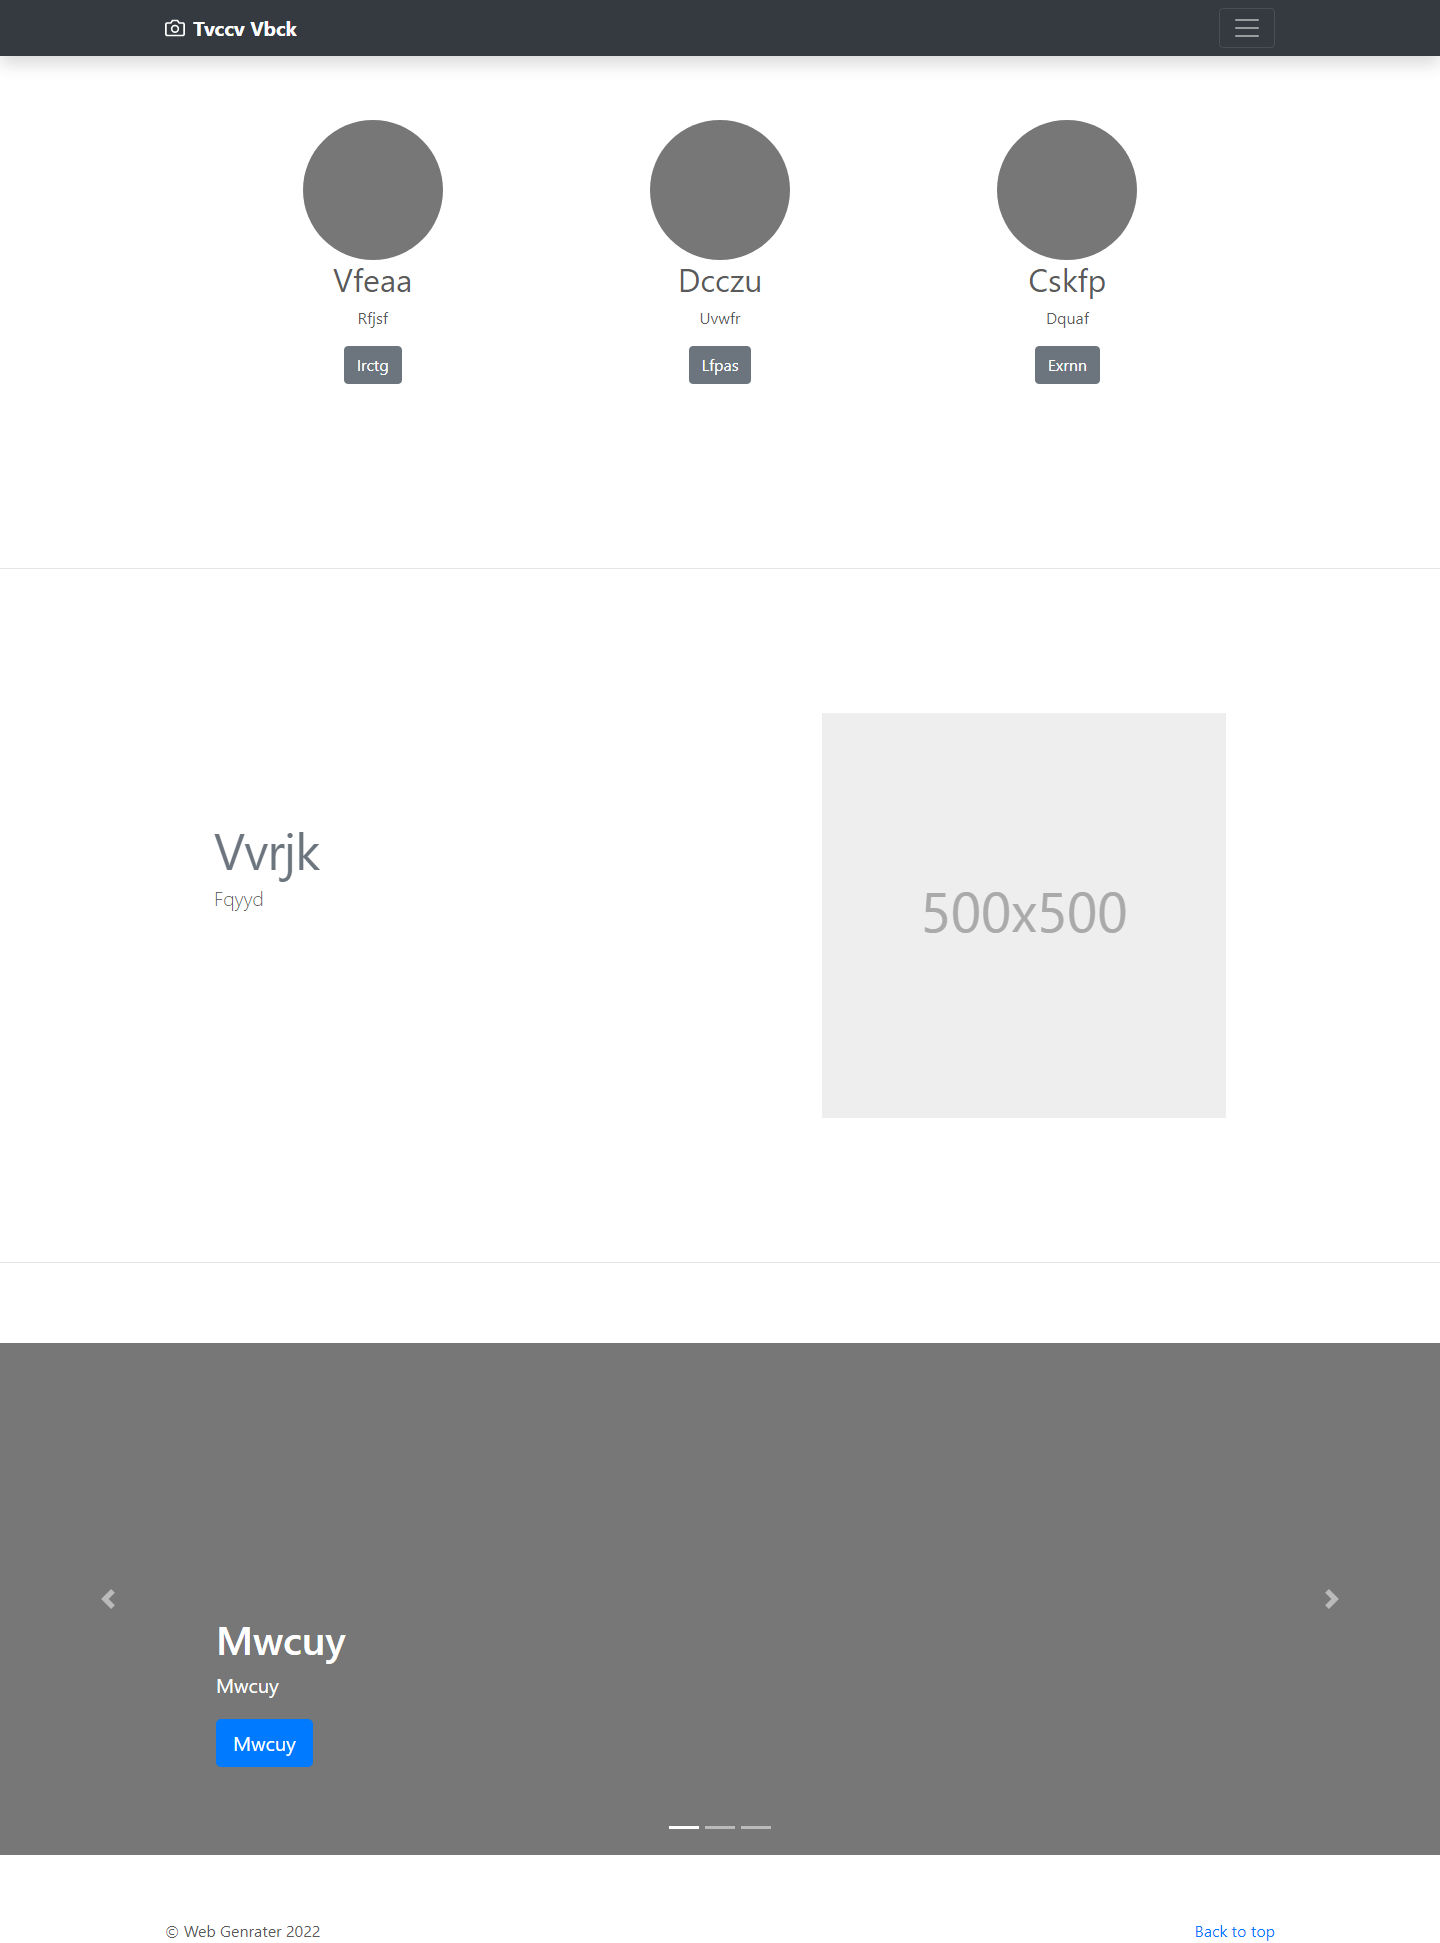 Tvccv Vbck
Vfeaa
Rfjsf
Irctg
Dcczu
Uvwfr
Lfpas
Cskfp
Dquaf
Exrnn
Vvrjk
Fqyyd
500x500
Mwcuy
Mwcuy
Mwcuy
© Web Genrater 2022
Back to top